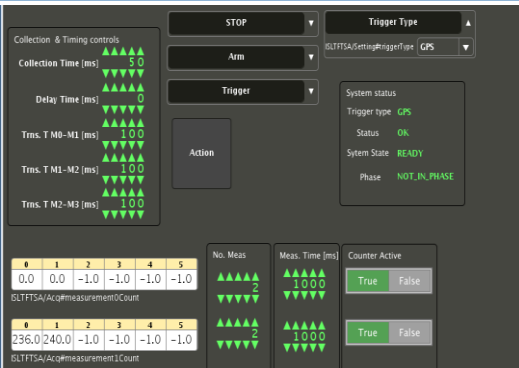 STOP
Trigger Type
Collection & Timing controls
Collection Time [ms] 50
ISLTFTSA/Setting#triggerType GPS
Arm
Delay Time [ms] 0
Trigger
System status
Trigger type GPS
Trns. T M0-M1 [ms] 100
Status OK
Action
Sytem State READY
Trns. T M1-M2 [ms] 100
Phase NOT_IN_PHASE
Trns. T M2-M3 [ms] 100
No. Meas
Meas. Time [ms]
Counter Active
0 1 2 3 4 5
0.0 0.0 -1.0 -1.0 -1.0 -1.0
2
1000
True False
ISLTFTSA/Acq#measurement0Count
0 1 2 3 4 5
236.0 240.0 -1.0 -1.0 -1.0 -1.0
2
1000
True False
ISLTFTSA/Acq#measurement1Count